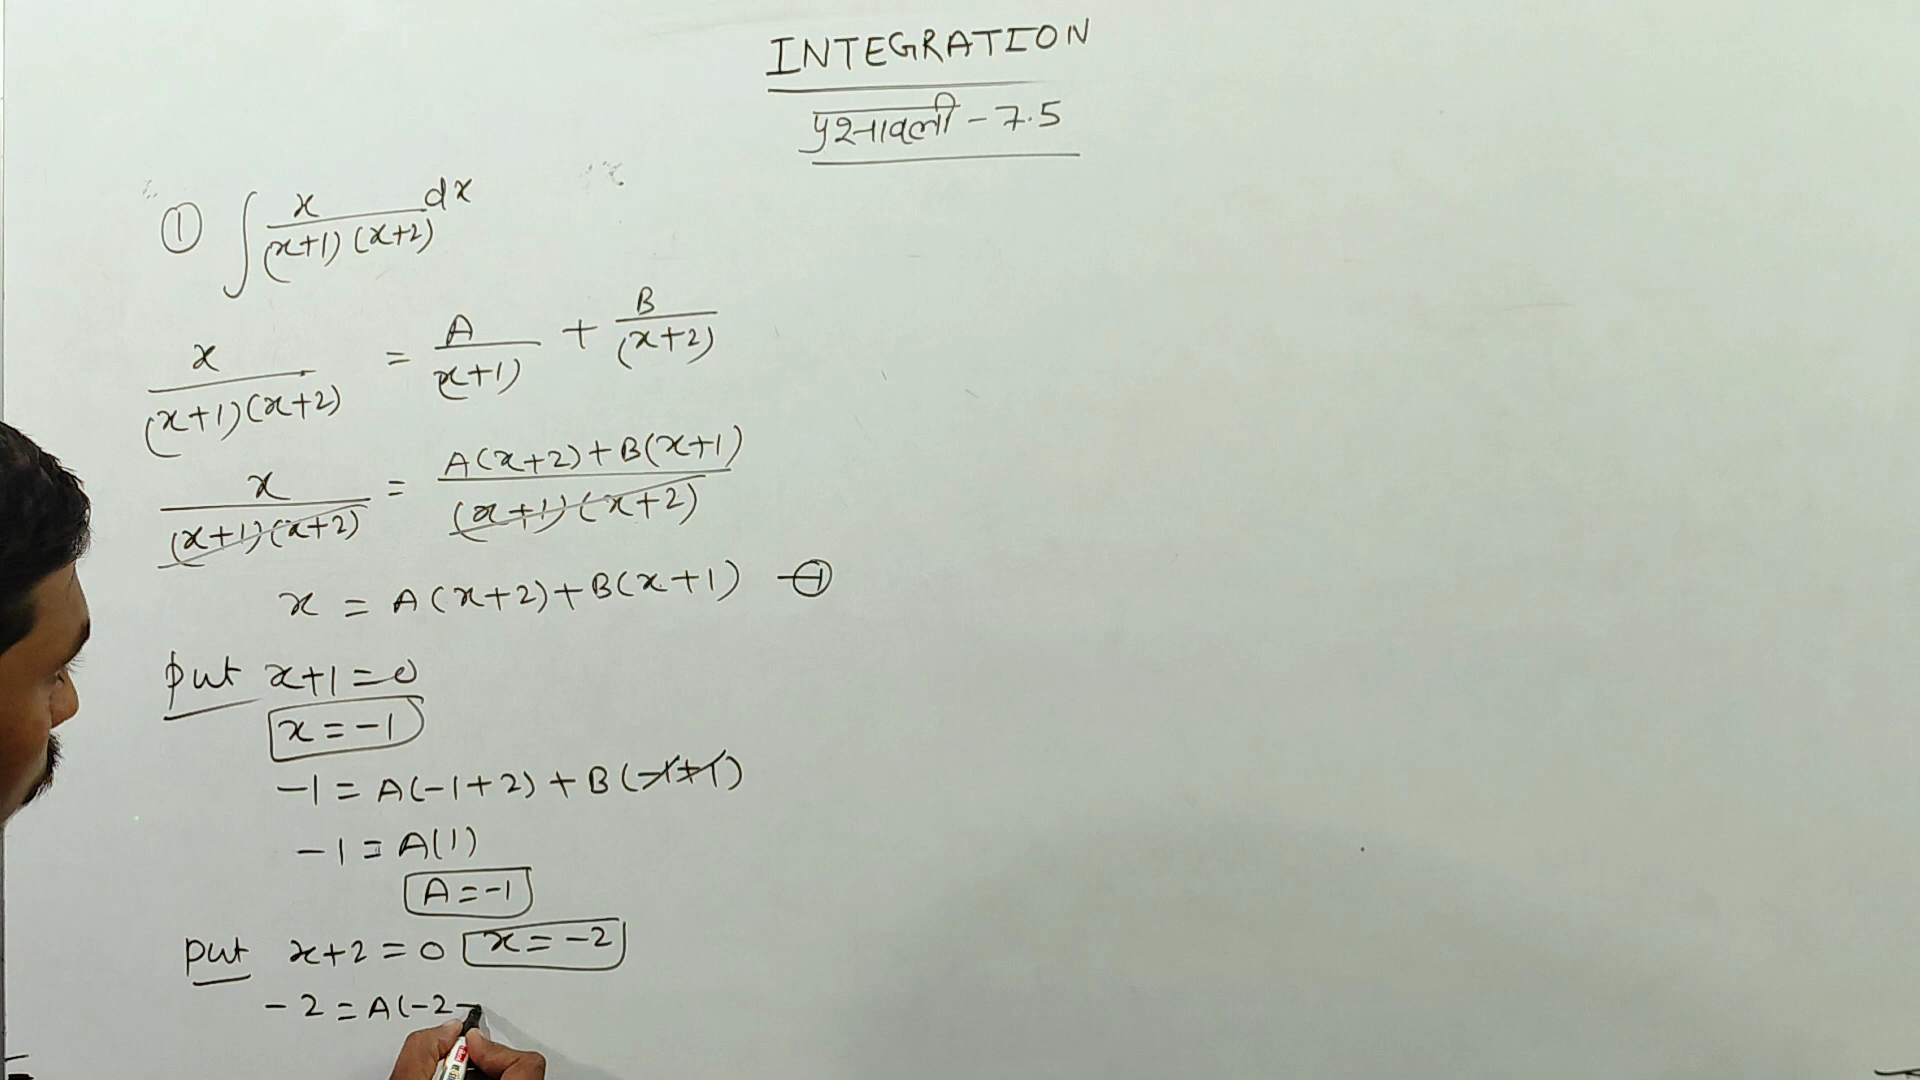 INTEGRATION
प्रश्नावली - 7.5
① ∫ x/((x+1)(x+2)) dx
x/((x+1)(x+2)) = A/(x+1) + B/(x+2)
x/((x+1)(x+2)) = (A(x+2)+B(x+1))/((x+1)(x+2))
x = A(x+2)+B(x+1) —①
put x+1=0
x=-1
-1=A(-1+2)+B(-1+1)
-1=A(1)
A=-1
put x+2=0 x=-2
-2=A(-2